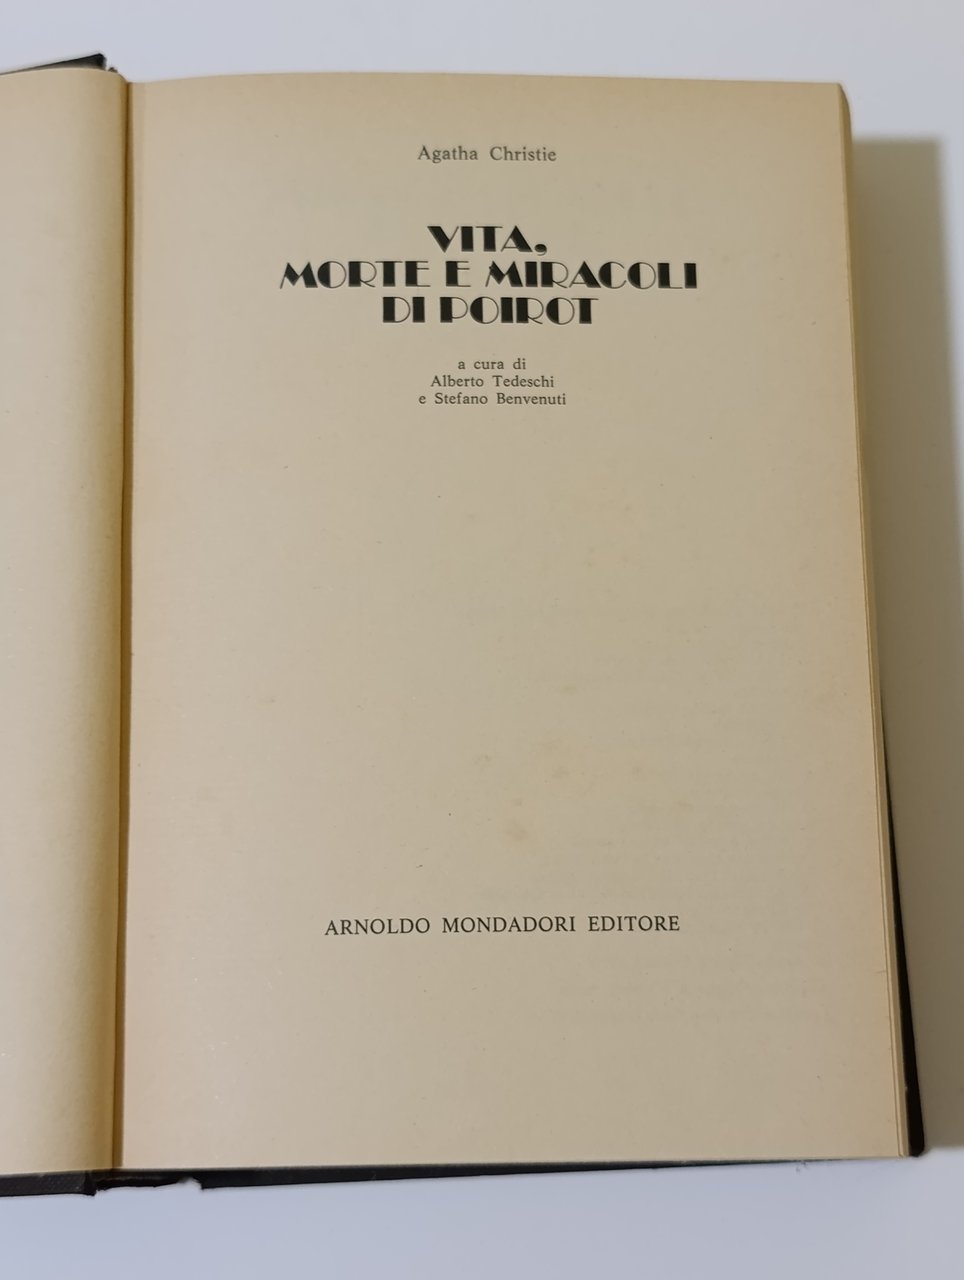 Agatha Christie
VITA,
MORTE E MIRACOLI
DI POIROT
a cura di
Alberto Tedeschi
e Stefano Benvenuti
ARNOLDO MONDADORI EDITORE